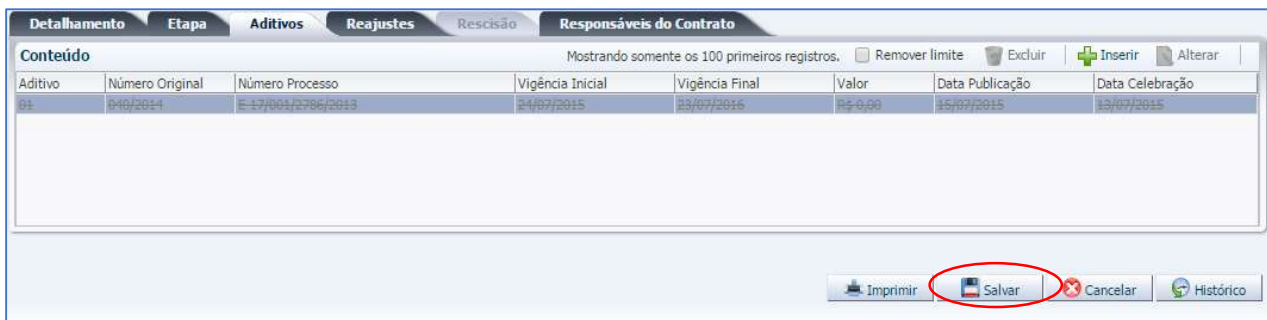 Detalhamento Etapa Aditivos Reajustes Rescisão Responsáveis do Contrato
Conteúdo Mostrando somente os 100 primeiros registros. Remover limite Excluir Inserir Alterar
Aditivo Número Original Número Processo Vigência Inicial Vigência Final Valor Data Publicação Data Celebração
01 040/2014 E-17/001/2786/2013 24/07/2015 23/07/2016 R$ 0,00 15/07/2015 13/07/2015
Imprimir Salvar Cancelar Histórico